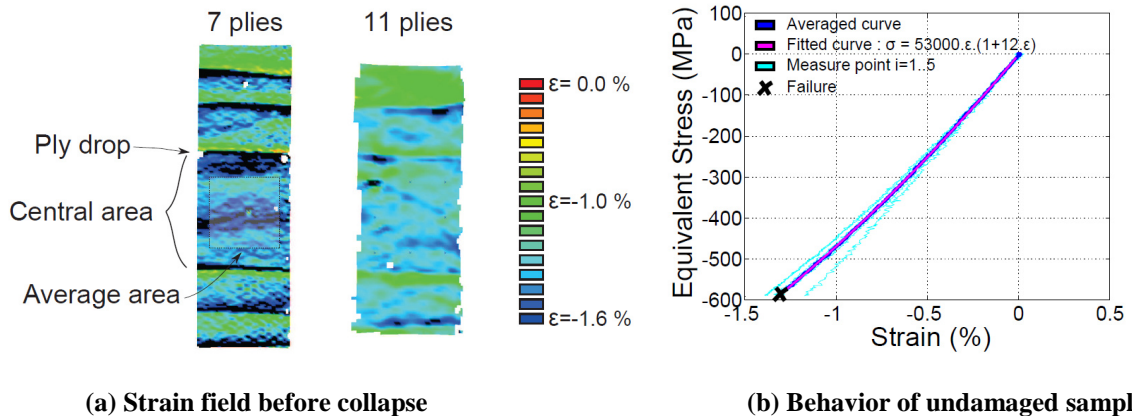 7 plies
11 plies
Ply drop
Central area
Average area
ε= 0.0 %
ε=-1.0 %
ε=-1.6 %
(a) Strain field before collapse
Equivalent Stress (MPa)
100
0
-100
-200
-300
-400
-500
-600
-1.5
-1
-0.5
0
0.5
Strain (%)
Averaged curve
Fitted curve : σ = 53000.ε.(1+12.ε)
Measure point i=1..5
Failure
(b) Behavior of undamaged sampl